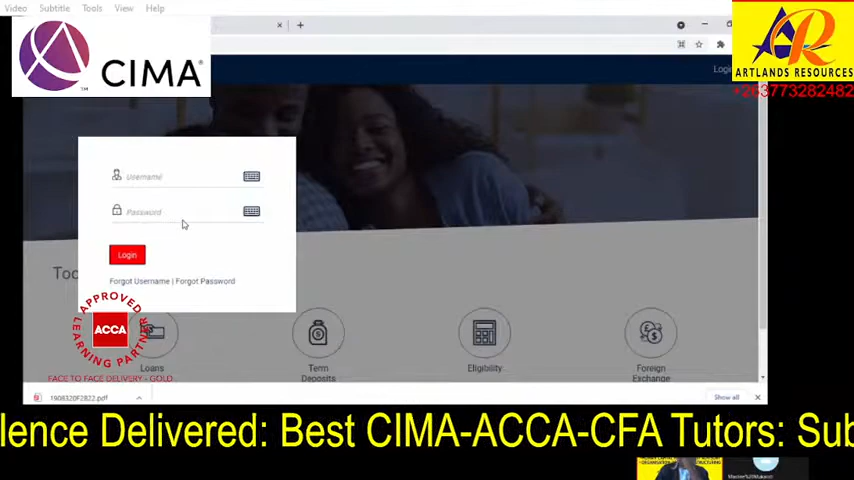 Video Subtitle Tools View Help
CIMA
ARTLANDS RESOURCES
+263773282482
Username
Password
Login
Forgot Username | Forgot Password
APPROVED
ACCA
LEARNING PARTNER
FACE TO FACE DELIVERY - GOLD
Loans
Term
Deposits
Eligibility
Foreign
Exchange
1908320F2B22.pdf
Show all
lence Delivered: Best CIMA-ACCA-CFA Tutors: Sub